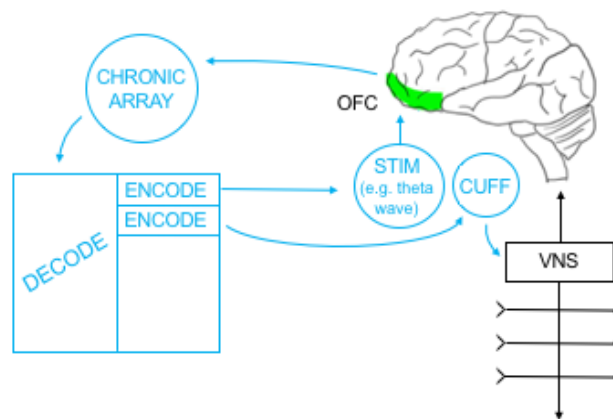 CHRONIC
ARRAY
OFC
STIM
(e.g. theta
wave)
CUFF
ENCODE
ENCODE
DECODE
VNS